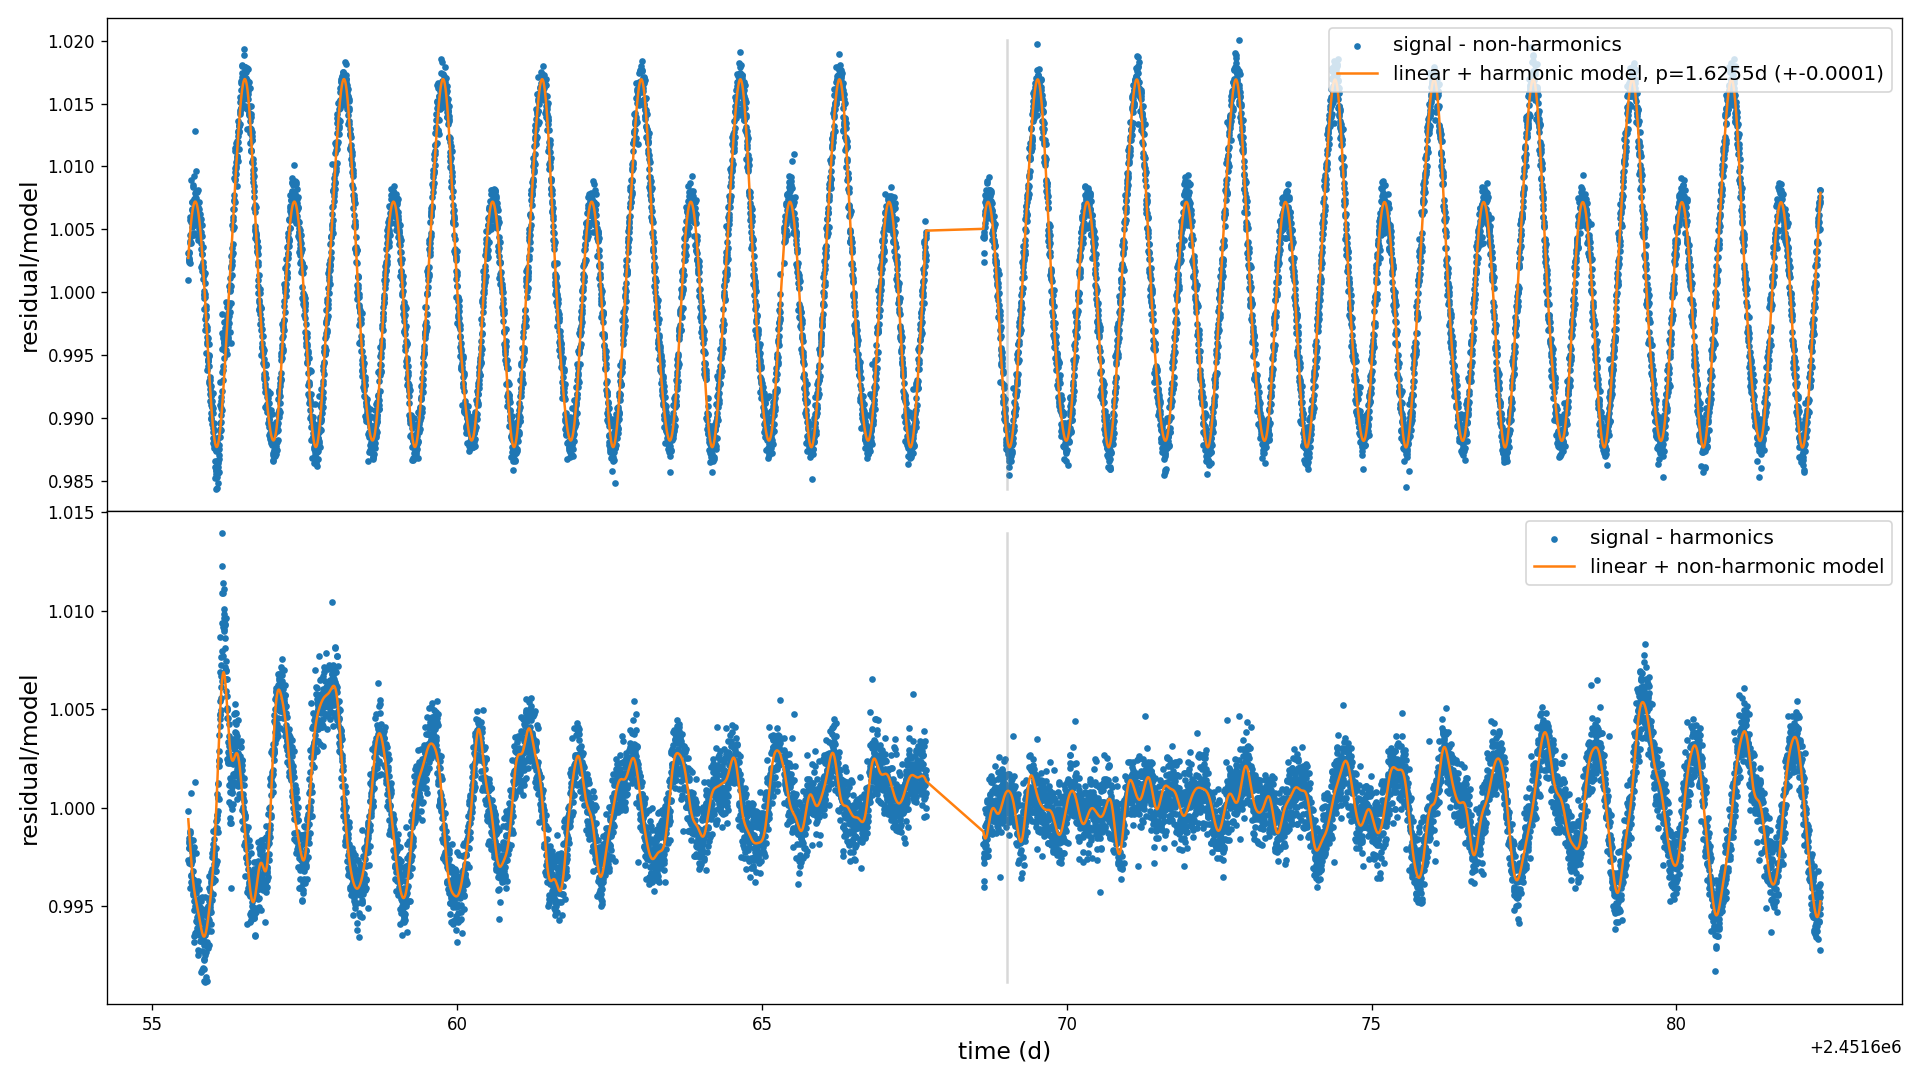 1.020
1.015
1.010
1.005
1.000
0.995
0.990
0.985
residual/model
signal - non-harmonics
linear + harmonic model, p=1.6255d (+-0.0001)
1.015
1.010
1.005
1.000
0.995
residual/model
signal - harmonics
linear + non-harmonic model
55
60
65
70
75
80
time (d)
+2.4516e6